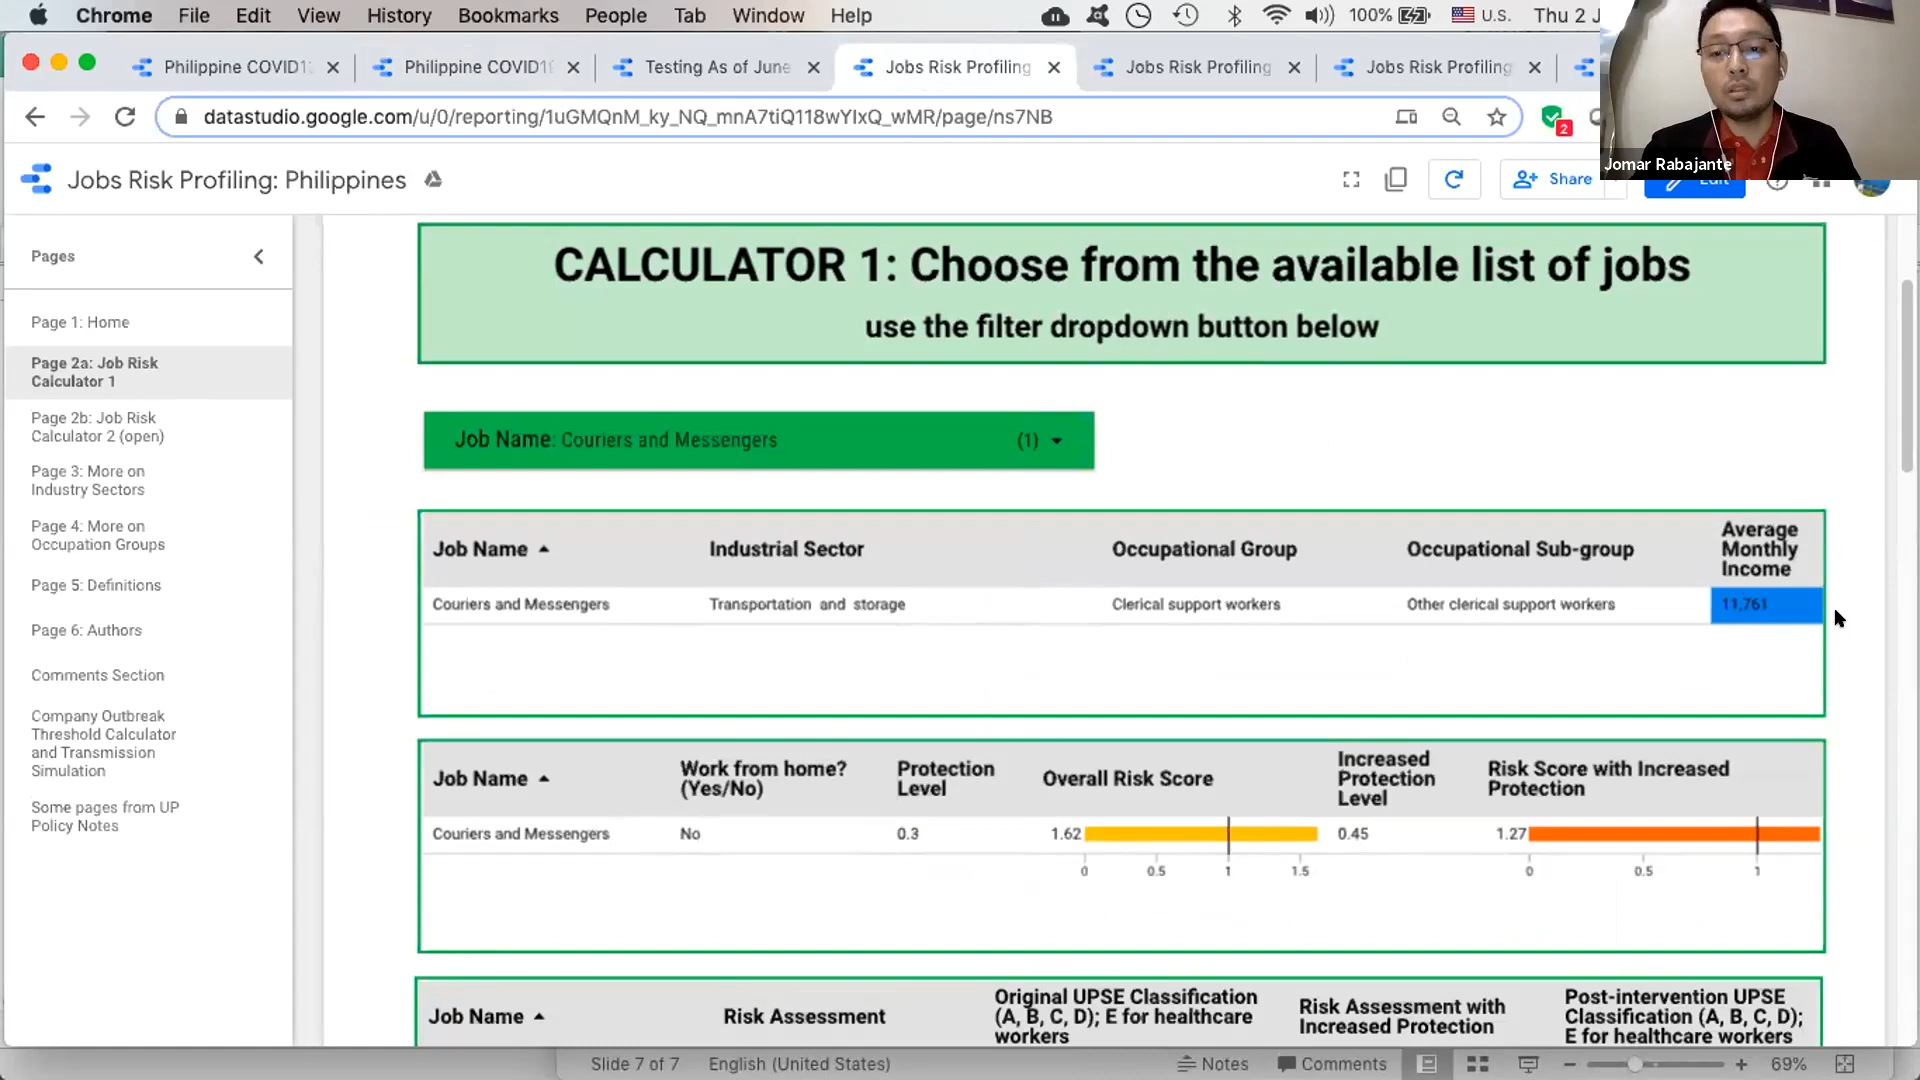 Chrome File Edit View History Bookmarks People Tab Window Help 100% U.S. Thu 2 J
Philippine COVID1 Philippine COVID1 Testing As of June Jobs Risk Profiling Jobs Risk Profiling Jobs Risk Profiling
datastudio.google.com/u/0/reporting/1uGMQnM_ky_NQ_mnA7tiQ118wYIxQ_wMR/page/ns7NB
2
Jomar Rabajante
Jobs Risk Profiling: Philippines
Share
Edit
Pages
Page 1: Home
Page 2a: Job Risk
Calculator 1
Page 2b: Job Risk
Calculator 2 (open)
Page 3: More on
Industry Sectors
Page 4: More on
Occupation Groups
Page 5: Definitions
Page 6: Authors
Comments Section
Company Outbreak
Threshold Calculator
and Transmission
Simulation
Some pages from UP
Policy Notes
CALCULATOR 1: Choose from the available list of jobs
use the filter dropdown button below
Job Name: Couriers and Messengers (1)
Job Name Industrial Sector Occupational Group Occupational Sub-group Average
Monthly
Income
Couriers and Messengers Transportation and storage Clerical support workers Other clerical support workers 11,761
Job Name Work from home?
(Yes/No) Protection
Level Overall Risk Score Increased
Protection
Level Risk Score with Increased
Protection
Couriers and Messengers No 0.3 1.62 0.45 1.27
0 0.5 1 1.5 0 0.5 1
Job Name Risk Assessment Original UPSE Classification
(A, B, C, D); E for healthcare
workers Risk Assessment with
Increased Protection Post-intervention UPSE
Classification (A, B, C, D);
E for healthcare workers
Slide 7 of 7 English (United States) Notes Comments 69%